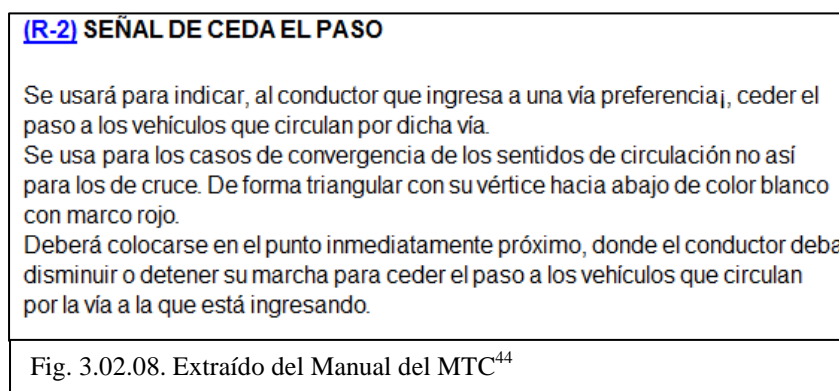 (R-2) SEÑAL DE CEDA EL PASO
Se usará para indicar, al conductor que ingresa a una vía preferencia¡, ceder el
paso a los vehículos que circulan por dicha vía.
Se usa para los casos de convergencia de los sentidos de circulación no así
para los de cruce. De forma triangular con su vértice hacia abajo de color blanco
con marco rojo.
Deberá colocarse en el punto inmediatamente próximo, donde el conductor deba
disminuir o detener su marcha para ceder el paso a los vehículos que circulan
por la vía a la que está ingresando.
Fig. 3.02.08. Extraído del Manual del MTC44